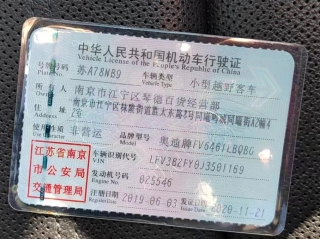 中华人民共和国机动车行驶证
Vehicle License of the People's Republic of China
号牌号码 苏A78NB9 车辆类型 小型越野客车
Plate No. Vehicle Type
所有人 南京市江宁区琴德百货经营部
Owner
住址
Address
使用性质 非营运 品牌型号 奥迪牌FV6461LBQBG
Use Character Model
江苏省南京市公安局交通管理局
车辆识别代号 LFV3B2FY0J3501169
VIN
发动机号码 025546
Engine No.
注册日期 2019-06-03 发证日期 2020-11-21
Register Date Issue Date